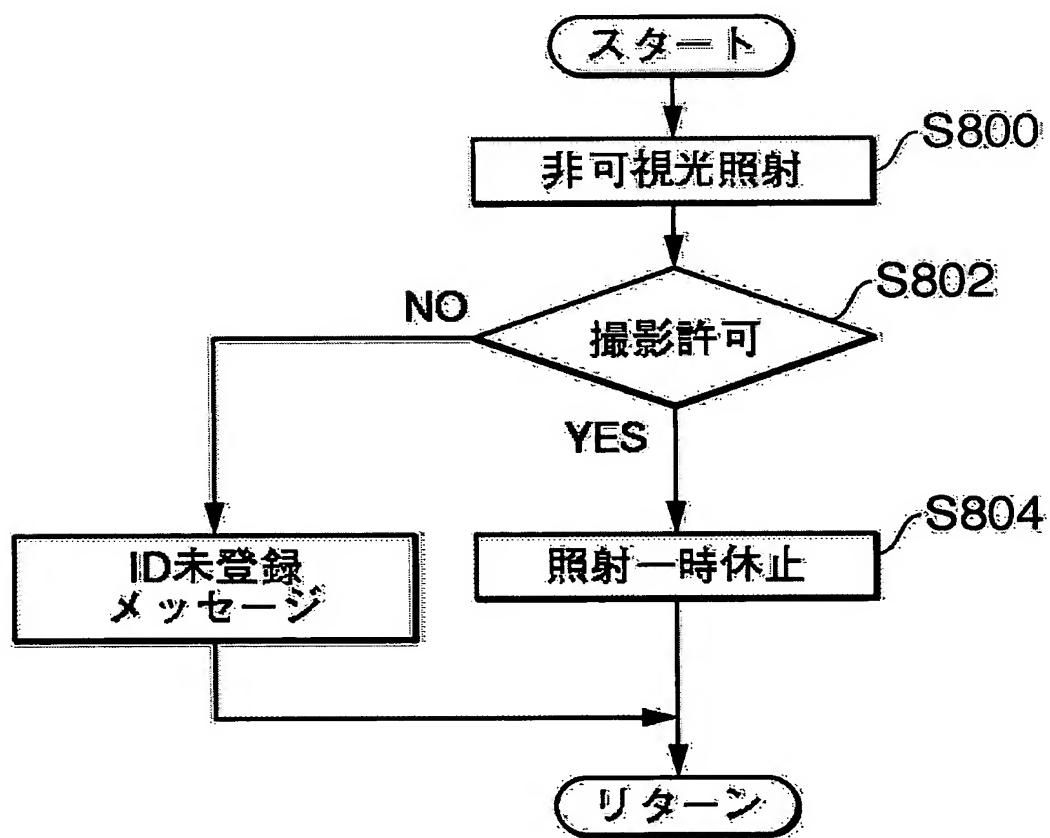 スタート
非可視光照射
S800
撮影許可
S802
NO
YES
ID未登録
メッセージ
照射一時休止
S804
リターン